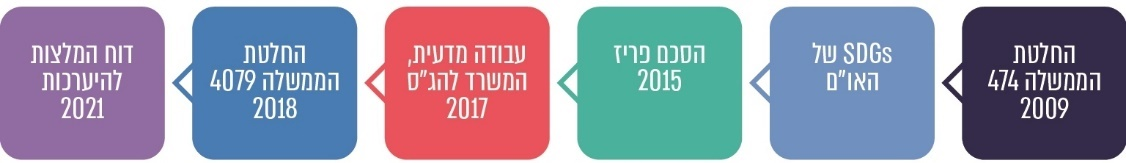 החלטת
הממשלה 474
2009
SDGs של
האו"ם
הסכם פריז
2015
עבודה מדעית,
המשרד להג"ס
2017
החלטת
הממשלה 4079
2018
דוח המלצות
להיערכות
2021